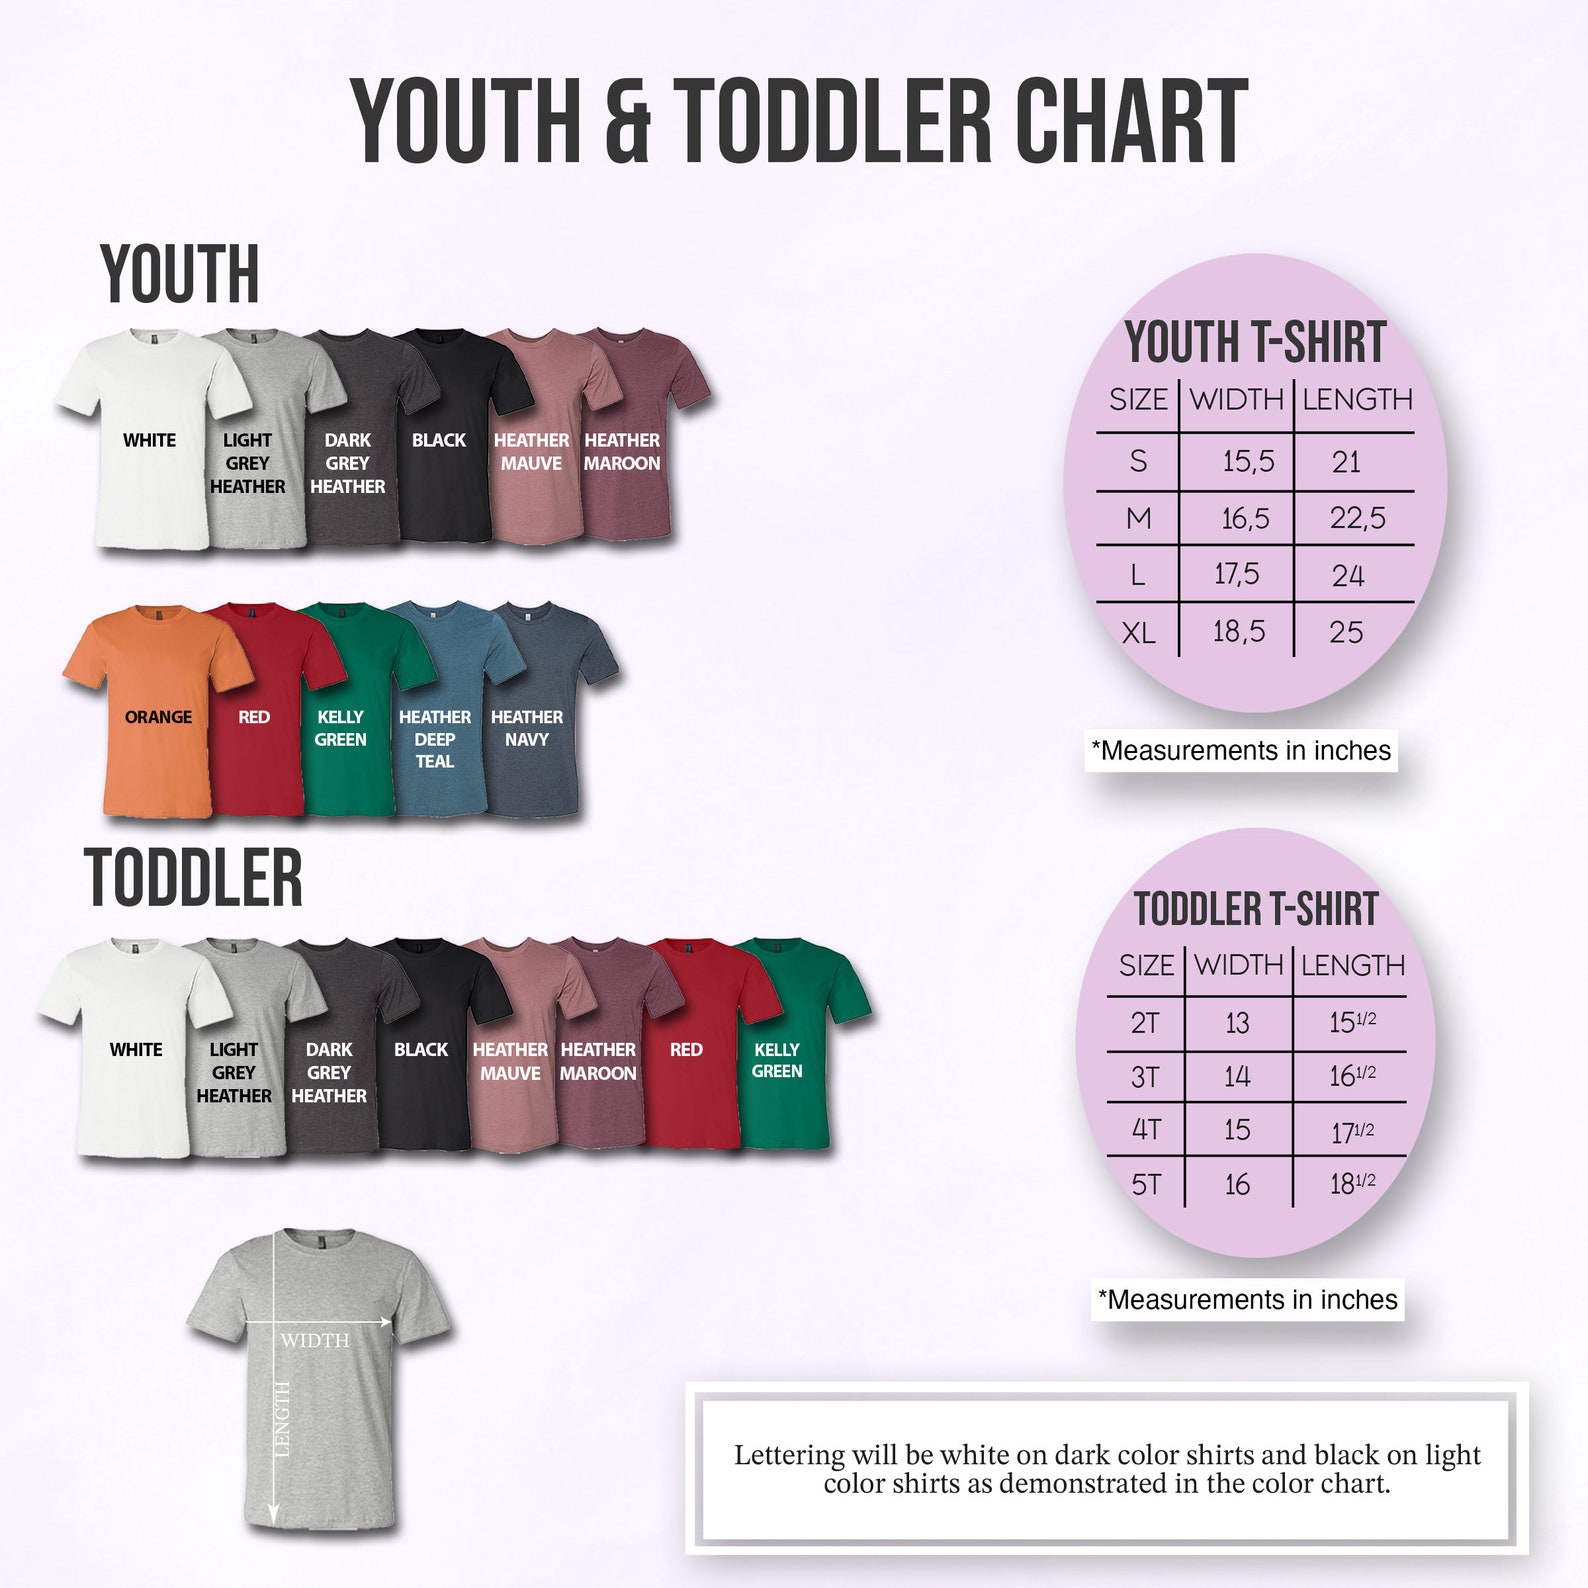 YOUTH & TODDLER CHART
YOUTH
WHITE
LIGHT
GREY
HEATHER
DARK
GREY
HEATHER
BLACK
HEATHER
MAUVE
HEATHER
MAROON
ORANGE
RED
KELLY
GREEN
HEATHER
DEEP
TEAL
HEATHER
NAVY
YOUTH T-SHIRT
SIZE WIDTH LENGTH
S 15,5 21
M 16,5 22,5
L 17,5 24
XL 18,5 25
*Measurements in inches
TODDLER
WHITE
LIGHT
GREY
HEATHER
DARK
GREY
HEATHER
BLACK
HEATHER
MAUVE
HEATHER
MAROON
RED
KELLY
GREEN
TODDLER T-SHIRT
SIZE WIDTH LENGTH
2T 13 15 1/2
3T 14 16 1/2
4T 15 17 1/2
5T 16 18 1/2
*Measurements in inches
WIDTH
LENGTH
Lettering will be white on dark color shirts and black on light
color shirts as demonstrated in the color chart.